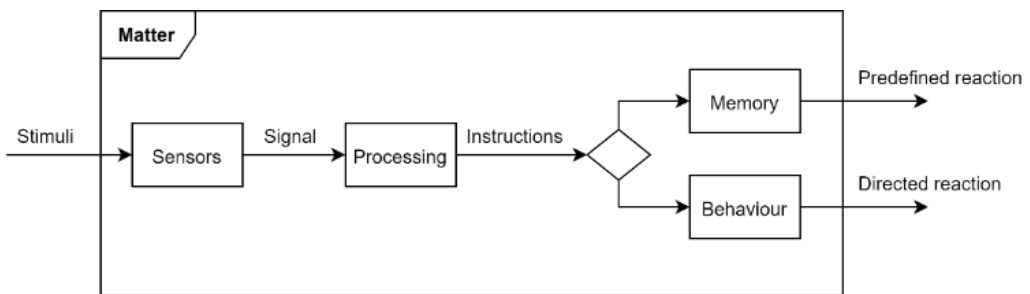 Matter
Stimuli
Sensors
Signal
Processing
Instructions
Memory
Predefined reaction
Behaviour
Directed reaction